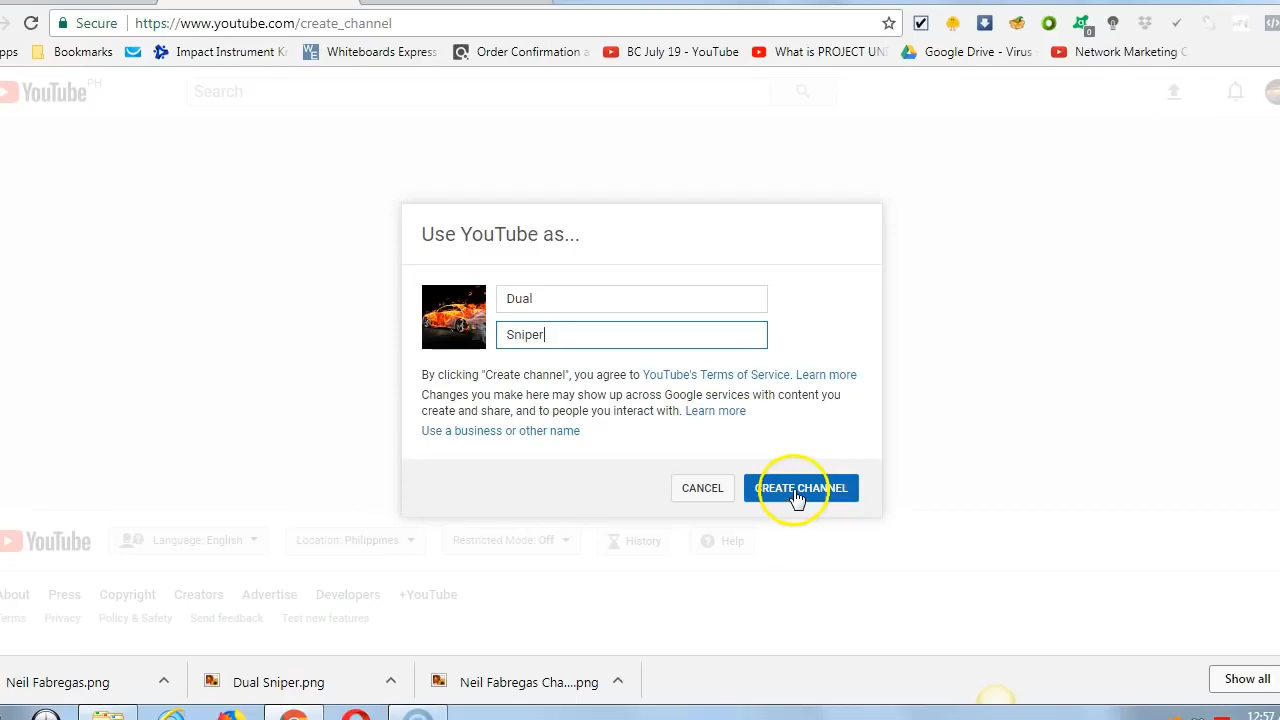 Secure https://www.youtube.com/create_channel
Bookmarks Impact Instrument Whiteboards Express Order Confirmation BC July 19 - YouTube What is PROJECT Google Drive - Virus Network Marketing
0
YouTube PH Search
Use YouTube as...
Dual
Sniper
By clicking "Create channel", you agree to YouTube's Terms of Service. Learn more
Changes you make here may show up across Google services with content you
create and share, and to people you interact with. Learn more
Use a business or other name
CANCEL CREATE CHANNEL
YouTube Language: English Location: Philippines Restricted Mode: Off History Help
About Press Copyright Creators Advertise Developers +YouTube
Terms Privacy Policy & Safety Send feedback Test new features
Neil Fabregas.png Dual Sniper.png Neil Fabregas Cha....png Show all
12:57